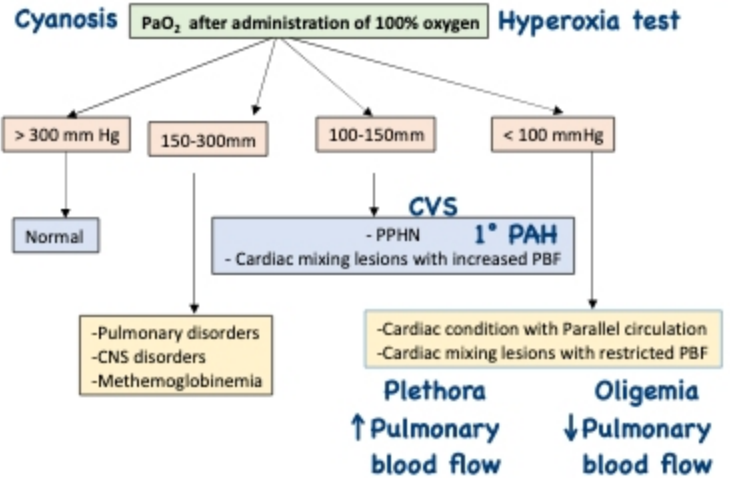 Cyanosis
PaO₂ after administration of 100% oxygen
Hyperoxia test
> 300 mm Hg
150-300mm
100-150mm
< 100 mmHg
Normal
CVS
- PPHN 1° PAH
- Cardiac mixing lesions with increased PBF
-Pulmonary disorders
-CNS disorders
-Methemoglobinemia
-Cardiac condition with Parallel circulation
-Cardiac mixing lesions with restricted PBF
Plethora
↑ Pulmonary
blood flow
Oligemia
↓ Pulmonary
blood flow